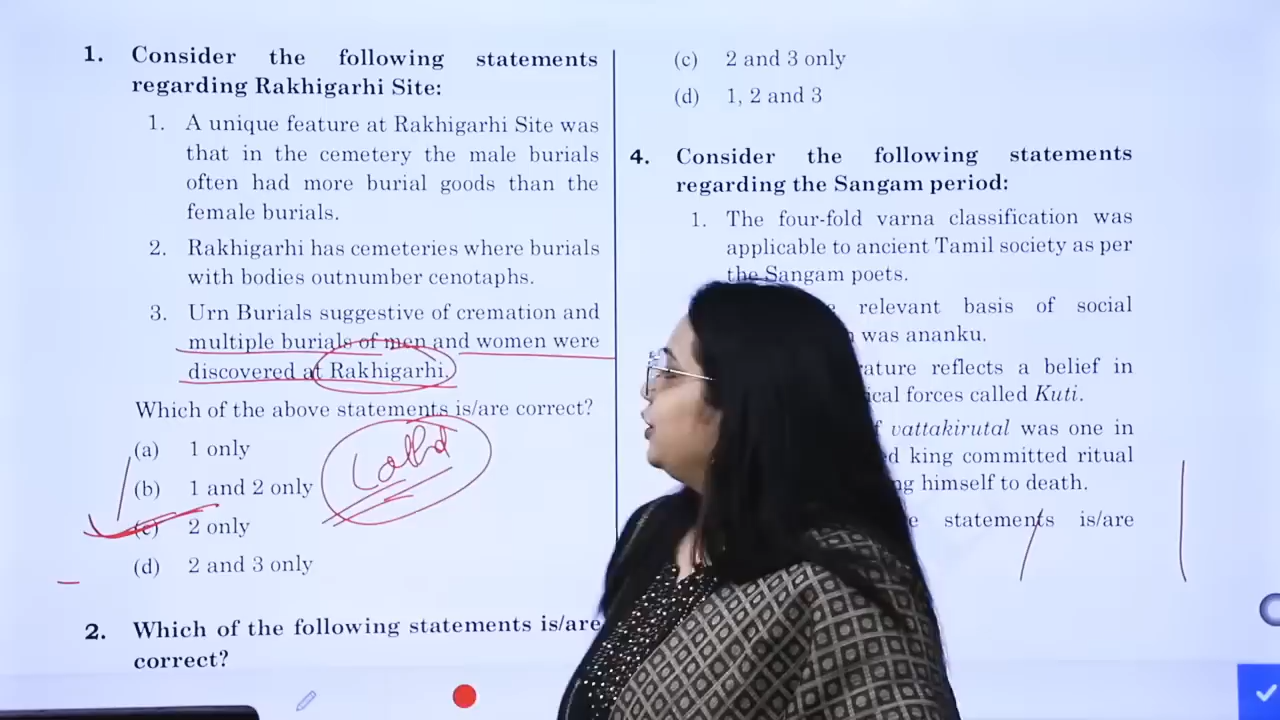 1. Consider the following statements
regarding Rakhigarhi Site:
1. A unique feature at Rakhigarhi Site was
that in the cemetery the male burials
often had more burial goods than the
female burials.
2. Rakhigarhi has cemeteries where burials
with bodies outnumber cenotaphs.
3. Urn Burials suggestive of cremation and
multiple burials of men and women were
discovered at Rakhigarhi.
Which of the above statements is/are correct?
(a) 1 only
(b) 1 and 2 only
(c) 2 only
(d) 2 and 3 only
2. Which of the following statements is/are
correct?
(c) 2 and 3 only
(d) 1, 2 and 3
4. Consider the following statements
regarding the Sangam period:
1. The four-fold varna classification was
applicable to ancient Tamil society as per
the Sangam poets.
relevant basis of social
was ananku.
reflects a belief in
forces called Kuti.
vattakirutal was one in
king committed ritual
himself to death.
statements is/are